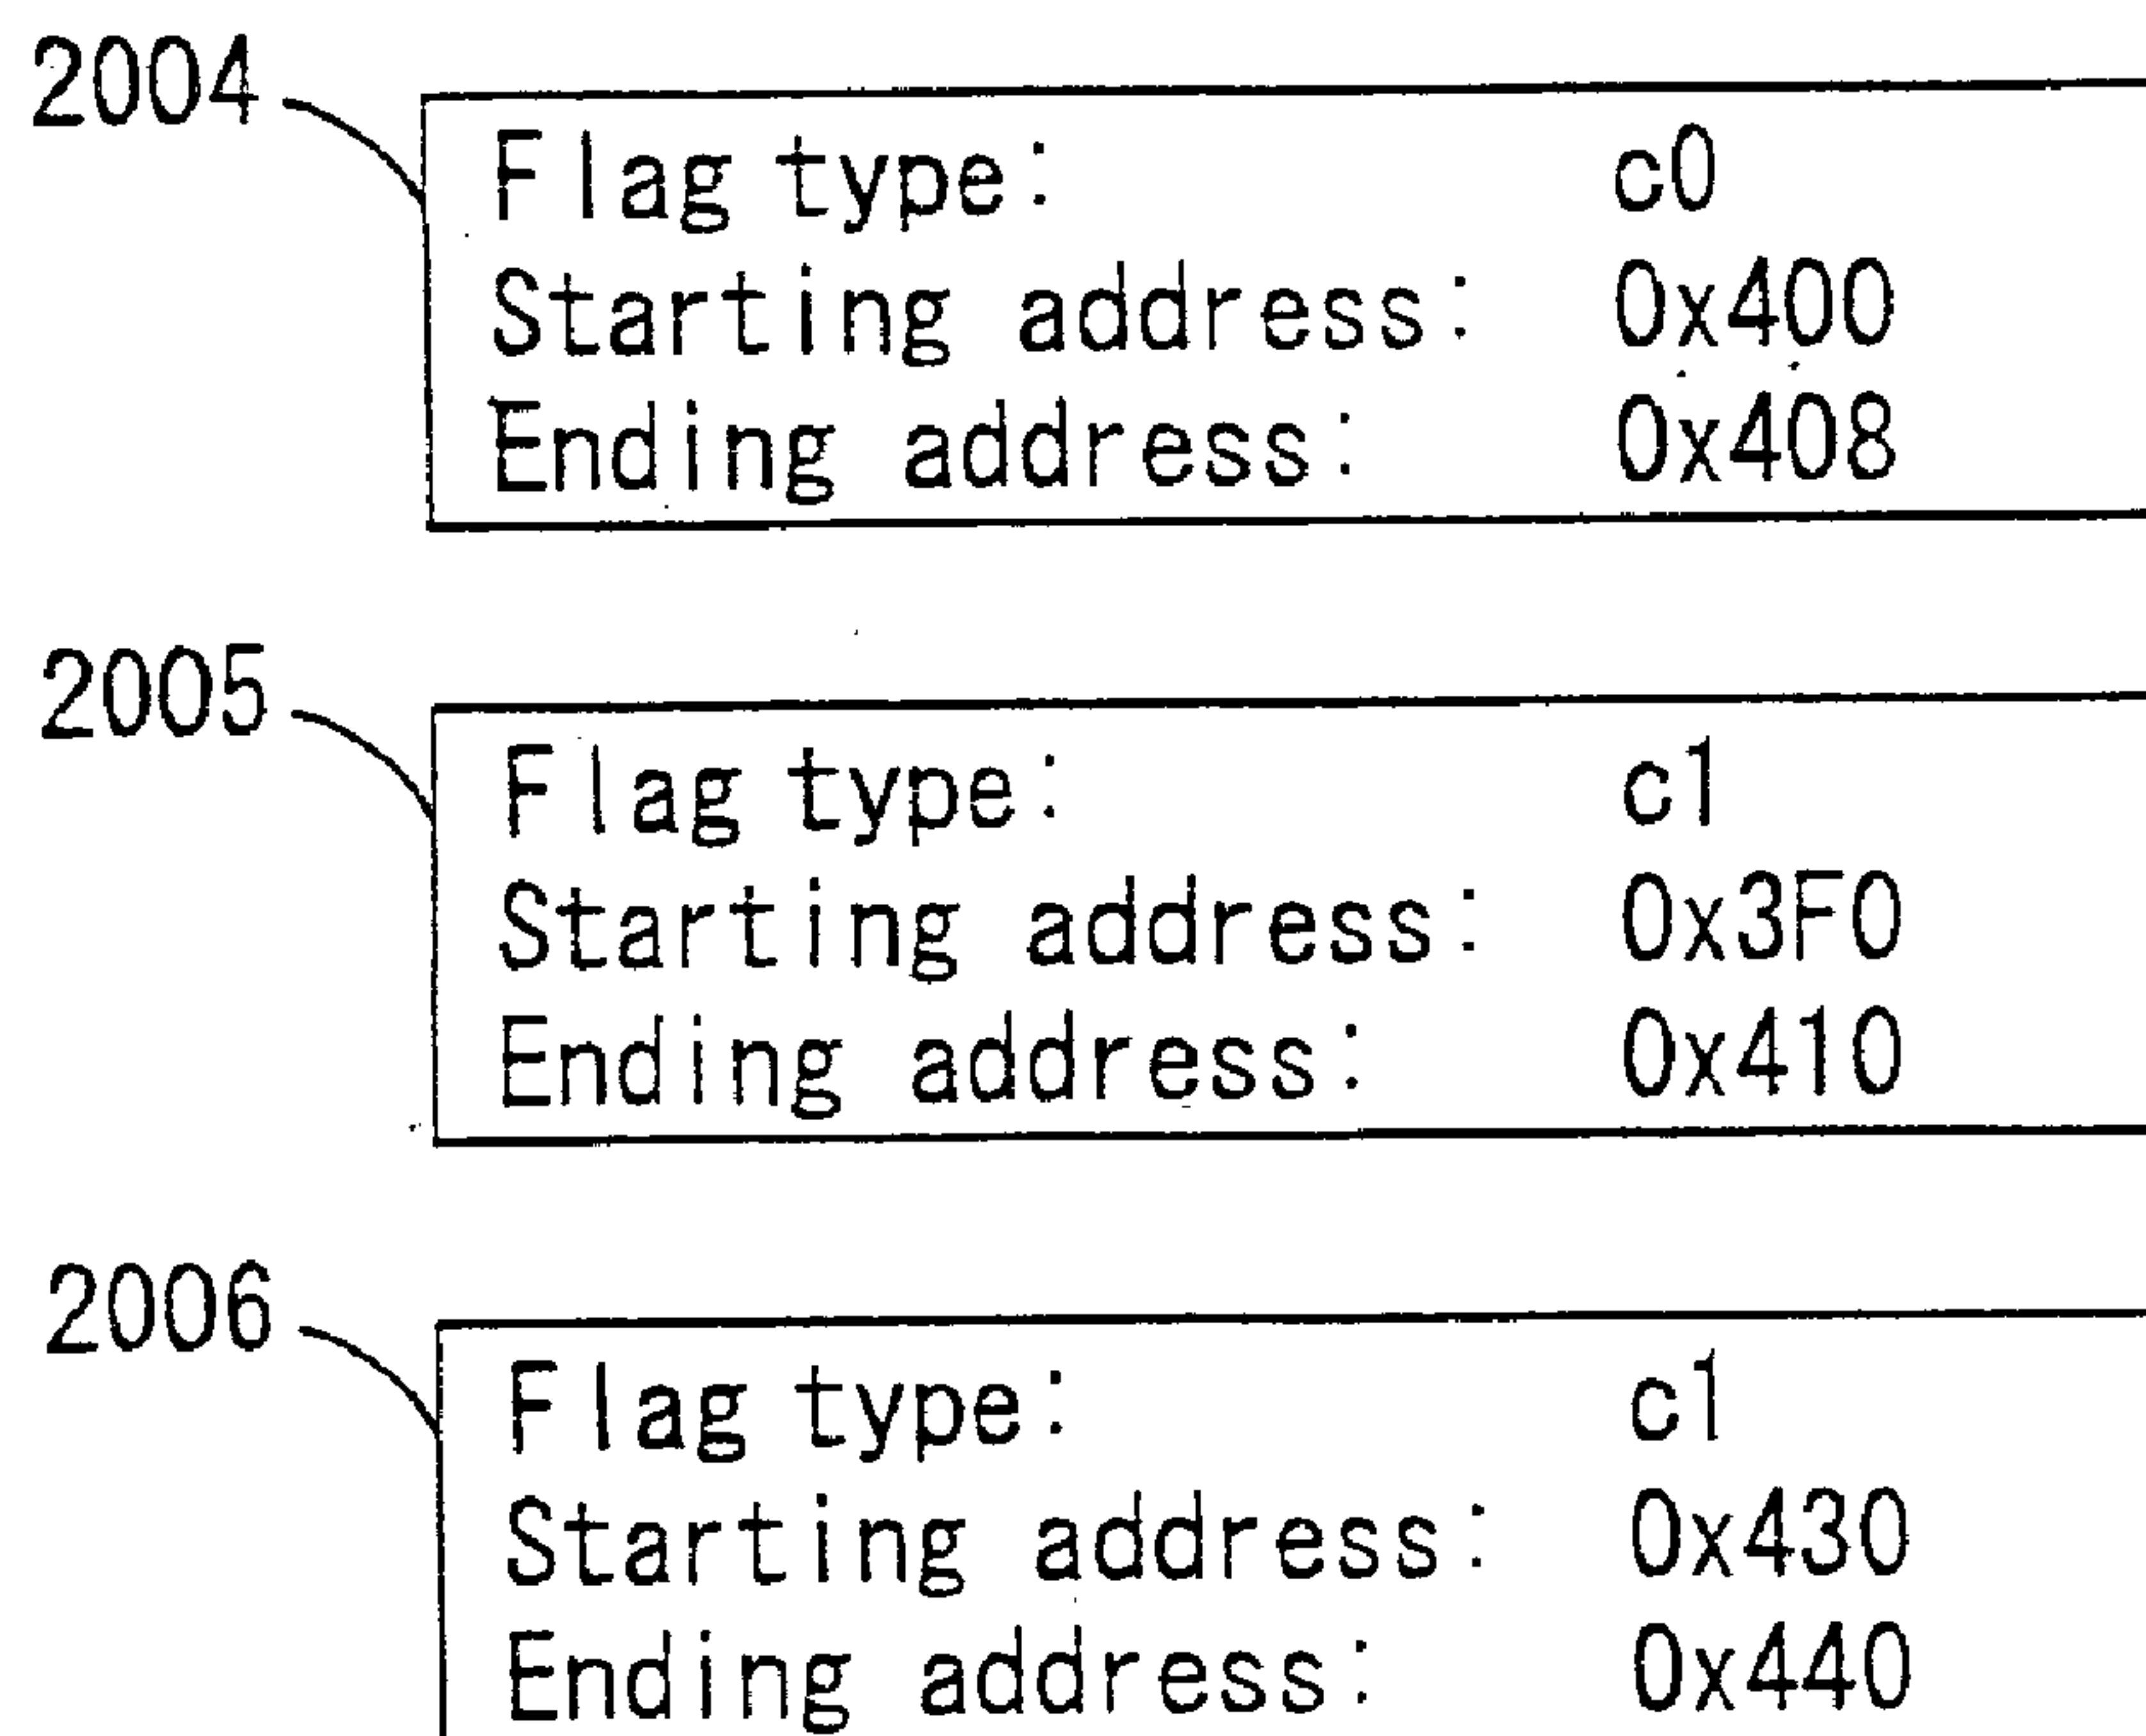 2004
Flag type: c0
Starting address: 0x400
Ending address: 0x408
2005
Flag type: c1
Starting address: 0x3F0
Ending address: 0x410
2006
Flag type: c1
Starting address: 0x430
Ending address: 0x440